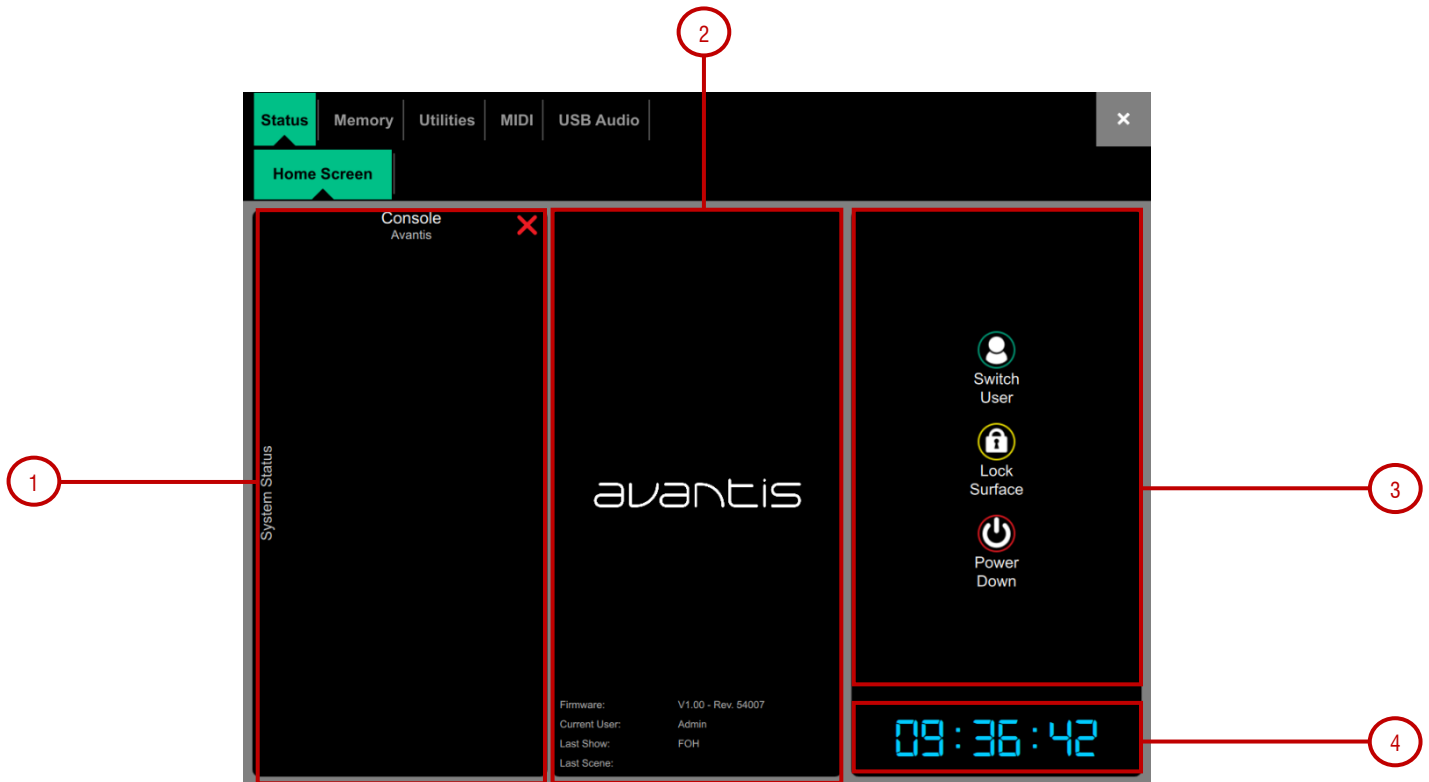 2
Status Memory Utilities MIDI USB Audio ×
Home Screen
Console
Avantis
System Status
1
avantis
Firmware: V1.00 - Rev. 54007
Current User: Admin
Last Show: FOH
Last Scene:
Switch
User
Lock
Surface
Power
Down
3
09:36:42
4